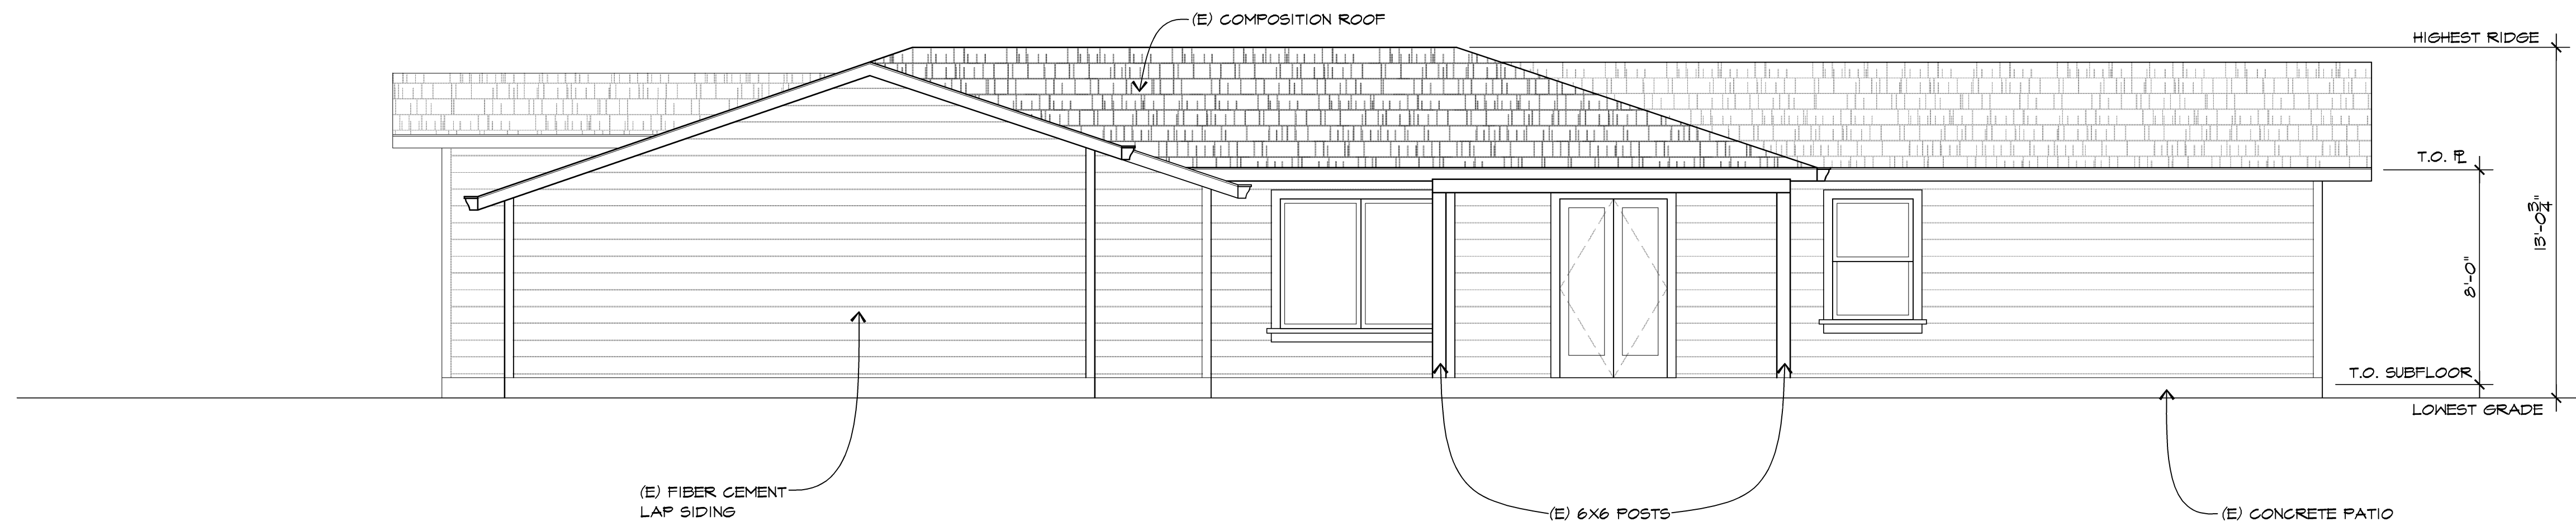 (E) COMPOSITION ROOF
HIGHEST RIDGE
T.O. PL
13'-0 3/4"
8'-0"
T.O. SUBFLOOR
LOWEST GRADE
(E) FIBER CEMENT
LAP SIDING
(E) 6X6 POSTS
(E) CONCRETE PATIO